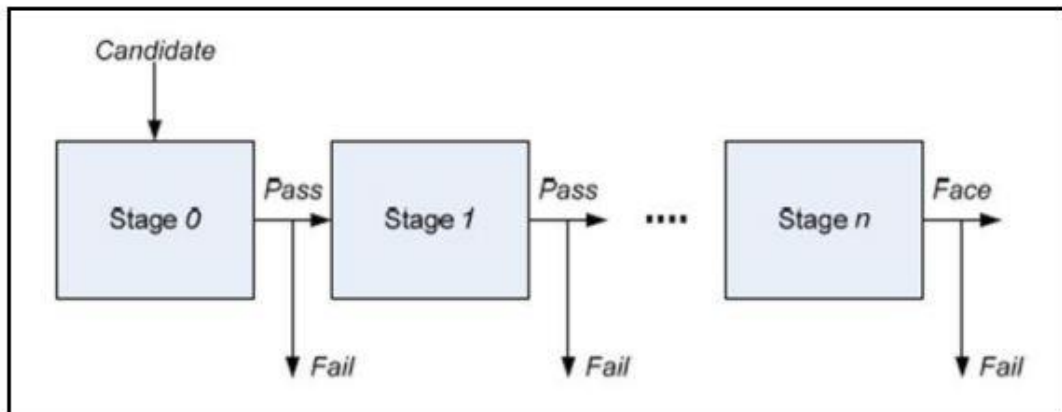 Candidate
Pass
Pass
Face
Stage 0
Stage 1
....
Stage n
Fail
Fail
Fail